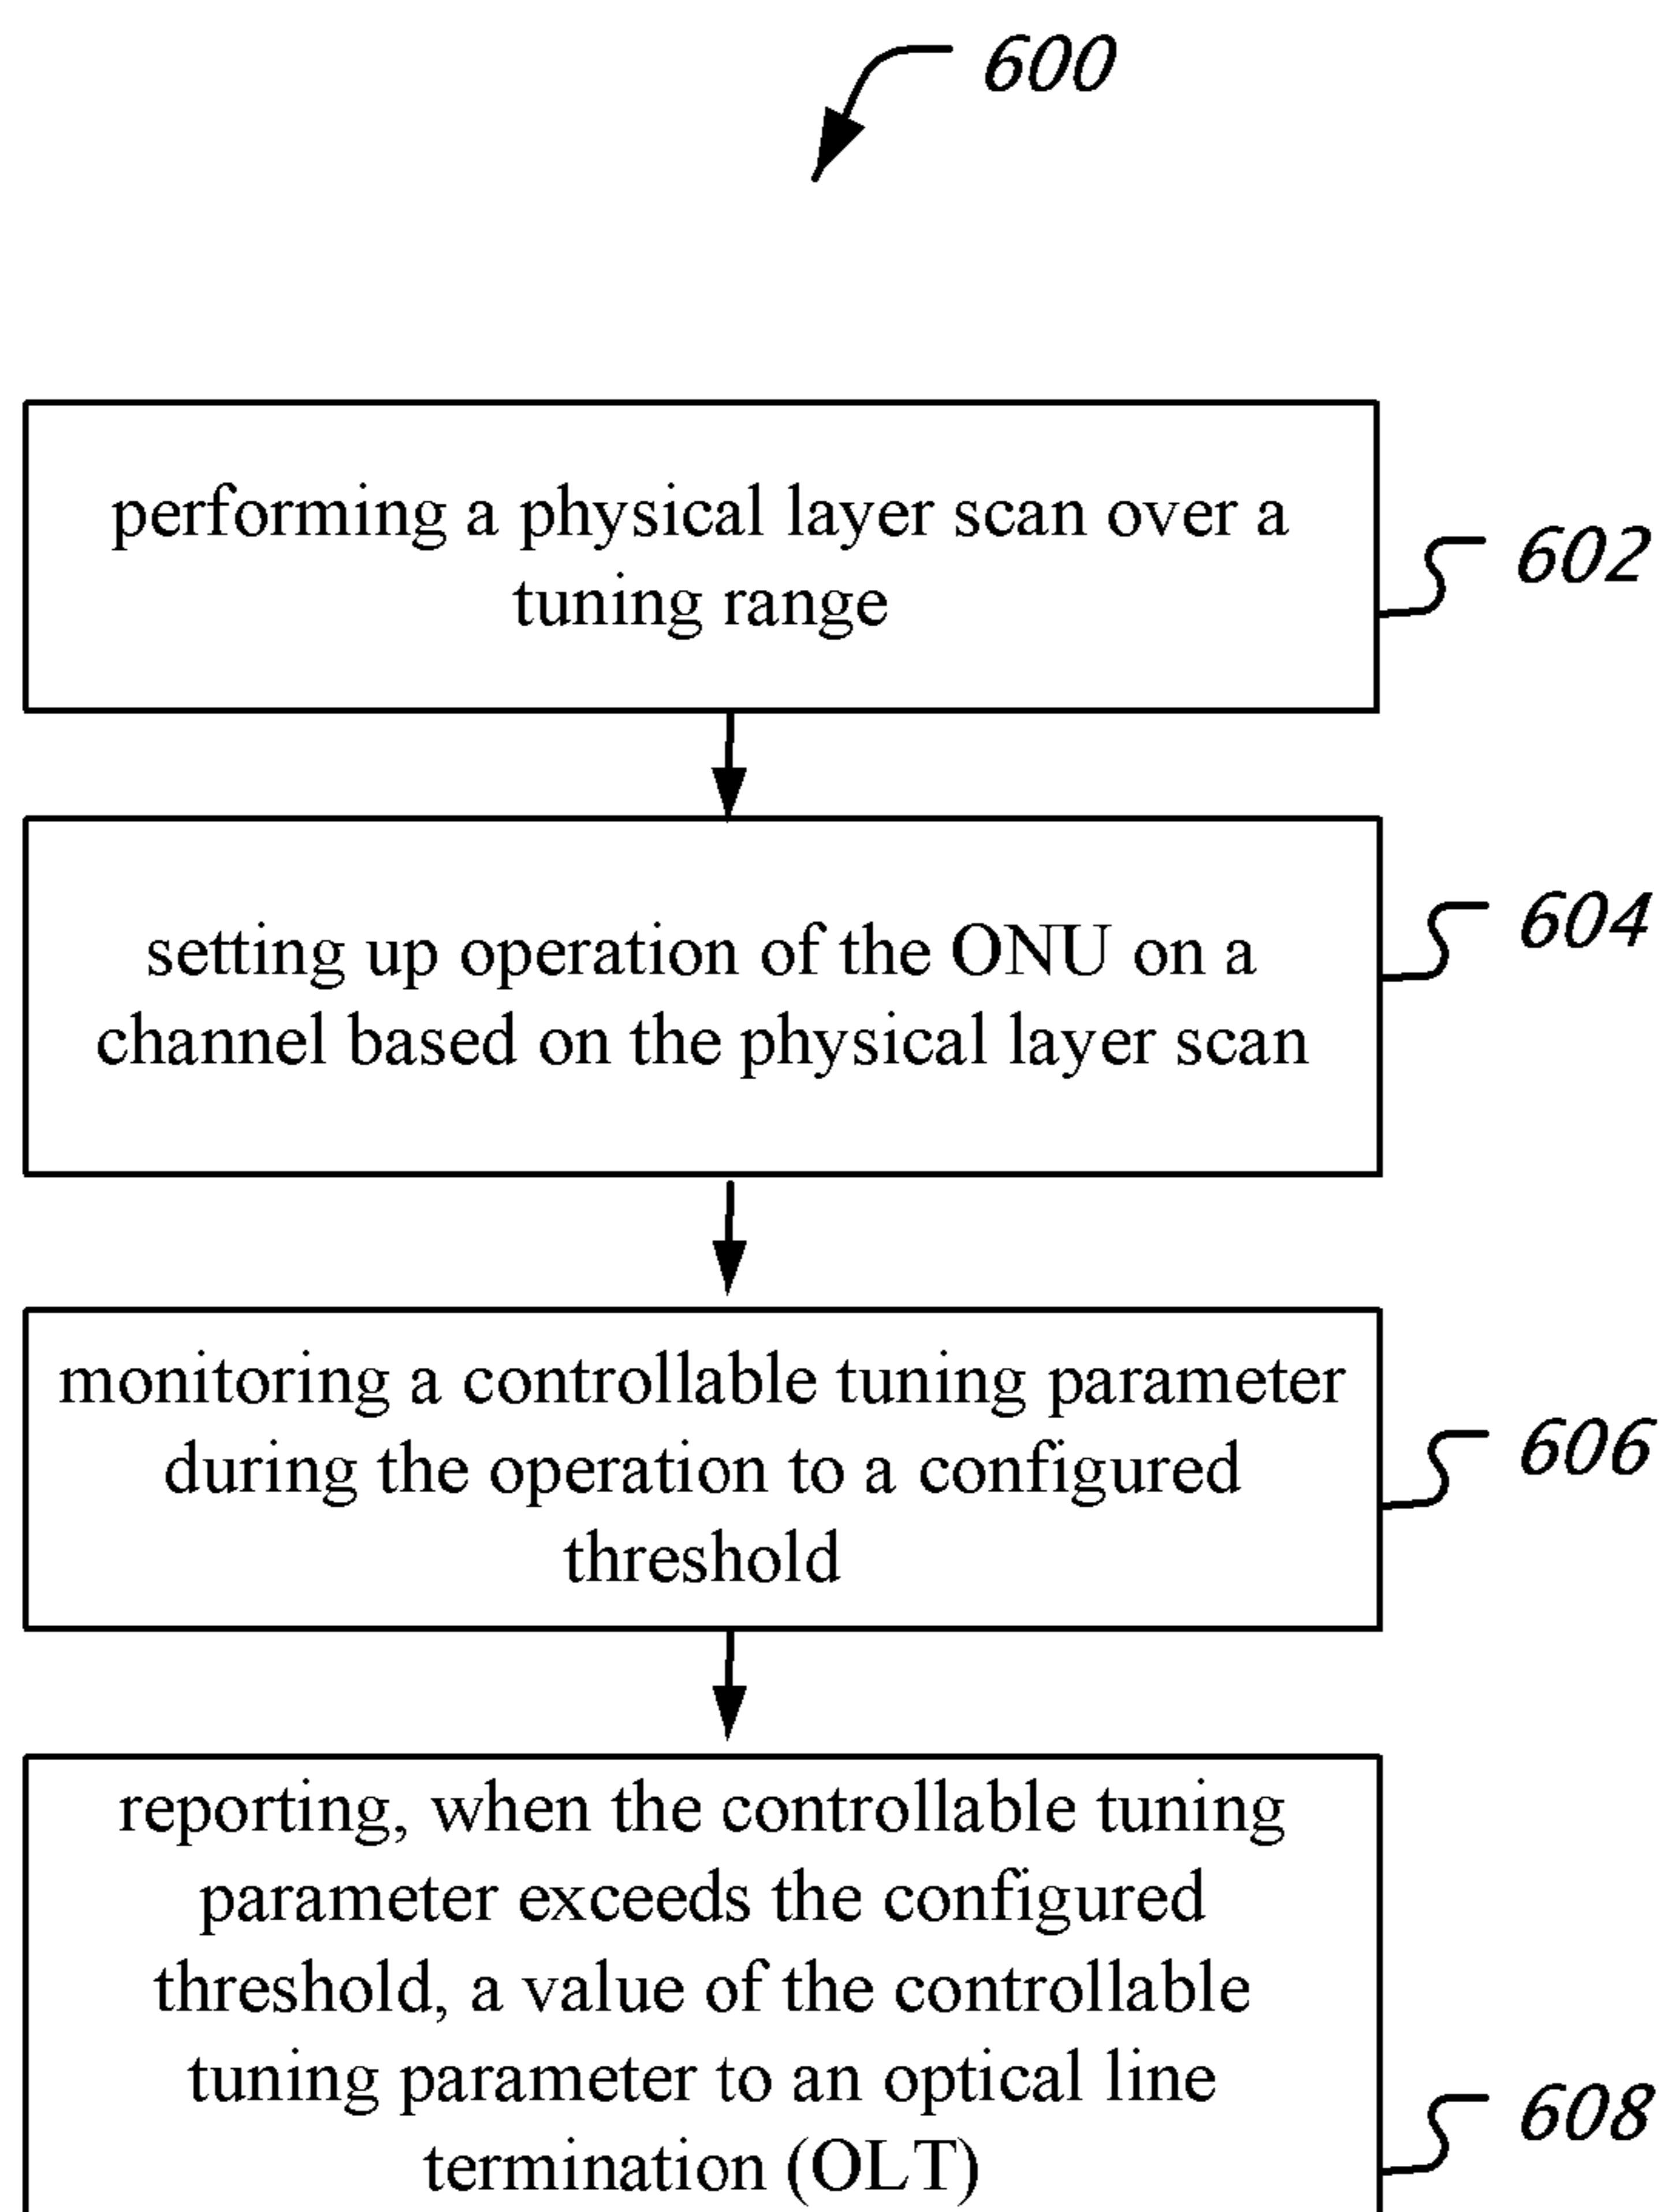 600
performing a physical layer scan over a
tuning range
602
setting up operation of the ONU on a
channel based on the physical layer scan
604
monitoring a controllable tuning parameter
during the operation to a configured
threshold
606
reporting, when the controllable tuning
parameter exceeds the configured
threshold, a value of the controllable
tuning parameter to an optical line
termination (OLT)
608